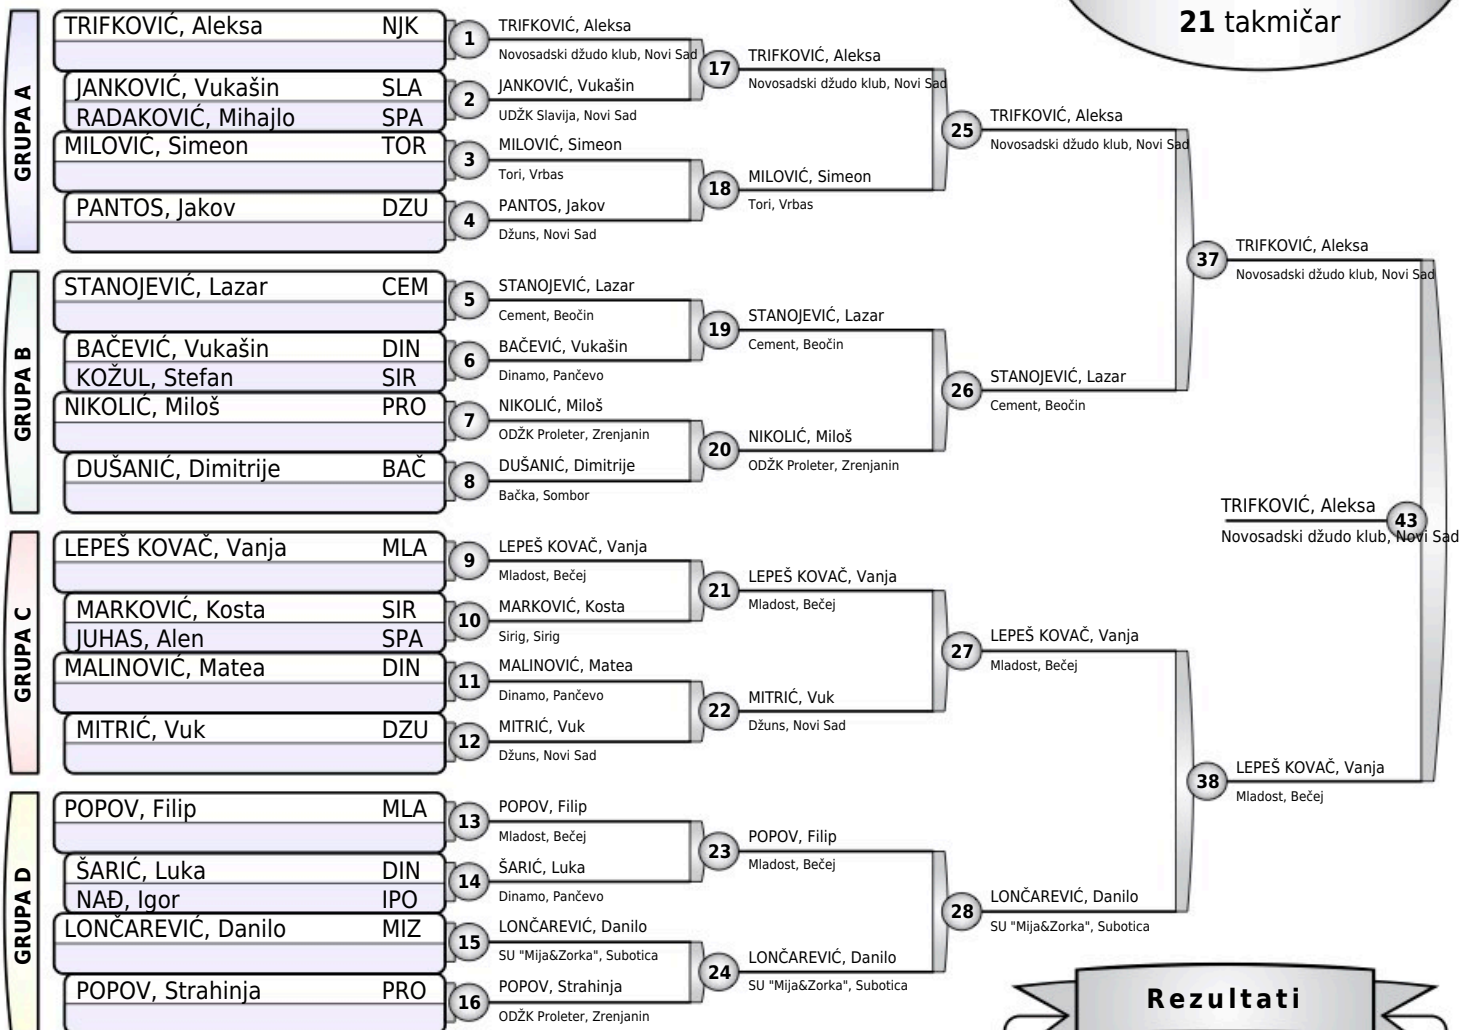 21 takmičar
GRUPA A
TRIFKOVIĆ, Aleksa NJK
JANKOVIĆ, Vukašin SLA
RADAKOVIĆ, Mihajlo SPA
MILOVIĆ, Simeon TOR
PANTOS, Jakov DZU
GRUPA B
STANOJEVIĆ, Lazar CEM
BAČEVIĆ, Vukašin DIN
KOŽUL, Stefan SIR
NIKOLIĆ, Miloš PRO
DUŠANIĆ, Dimitrije BAČ
GRUPA C
LEPEŠ KOVAČ, Vanja MLA
MARKOVIĆ, Kosta SIR
JUHAS, Alen SPA
MALINOVIĆ, Matea DIN
MITRIĆ, Vuk DZU
GRUPA D
POPOV, Filip MLA
ŠARIĆ, Luka DIN
NAĐ, Igor IPO
LONČAREVIĆ, Danilo MIZ
POPOV, Strahinja PRO
1
TRIFKOVIĆ, Aleksa
Novosadski džudo klub, Novi Sad
2
JANKOVIĆ, Vukašin
UDŽK Slavija, Novi Sad
3
MILOVIĆ, Simeon
Tori, Vrbas
4
PANTOS, Jakov
Džuns, Novi Sad
5
STANOJEVIĆ, Lazar
Cement, Beočin
6
BAČEVIĆ, Vukašin
Dinamo, Pančevo
7
NIKOLIĆ, Miloš
ODŽK Proleter, Zrenjanin
8
DUŠANIĆ, Dimitrije
Bačka, Sombor
9
LEPEŠ KOVAČ, Vanja
Mladost, Bečej
10
MARKOVIĆ, Kosta
Sirig, Sirig
11
MALINOVIĆ, Matea
Dinamo, Pančevo
12
MITRIĆ, Vuk
Džuns, Novi Sad
13
POPOV, Filip
Mladost, Bečej
14
ŠARIĆ, Luka
Dinamo, Pančevo
15
LONČAREVIĆ, Danilo
SU "Mija&Zorka", Subotica
16
POPOV, Strahinja
ODŽK Proleter, Zrenjanin
17
TRIFKOVIĆ, Aleksa
Novosadski džudo klub, Novi Sad
18
MILOVIĆ, Simeon
Tori, Vrbas
19
STANOJEVIĆ, Lazar
Cement, Beočin
20
NIKOLIĆ, Miloš
ODŽK Proleter, Zrenjanin
21
LEPEŠ KOVAČ, Vanja
Mladost, Bečej
22
MITRIĆ, Vuk
Džuns, Novi Sad
23
POPOV, Filip
Mladost, Bečej
24
LONČAREVIĆ, Danilo
SU "Mija&Zorka", Subotica
25
TRIFKOVIĆ, Aleksa
Novosadski džudo klub, Novi Sad
26
STANOJEVIĆ, Lazar
Cement, Beočin
27
LEPEŠ KOVAČ, Vanja
Mladost, Bečej
28
LONČAREVIĆ, Danilo
SU "Mija&Zorka", Subotica
37
TRIFKOVIĆ, Aleksa
Novosadski džudo klub, Novi Sad
38
LEPEŠ KOVAČ, Vanja
Mladost, Bečej
43
TRIFKOVIĆ, Aleksa
Novosadski džudo klub, Novi Sad
Rezultati